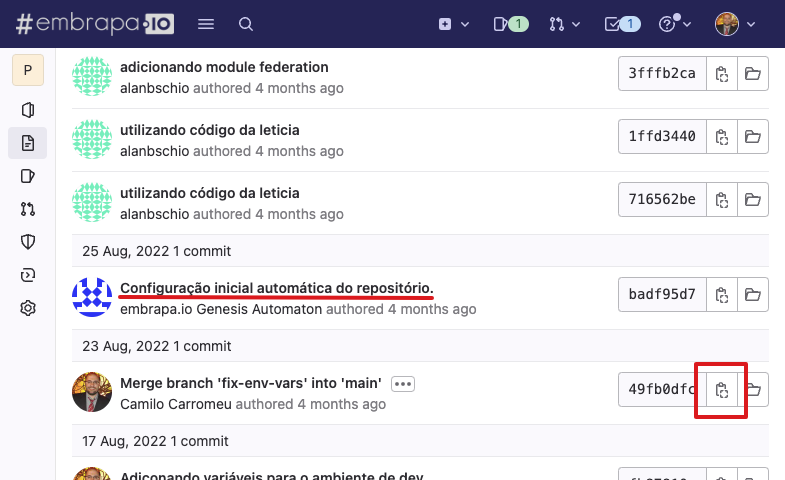 #embrapa.IO
1
1
P
adicionando module federation
alanbschio authored 4 months ago
3fffb2ca
utilizando código da leticia
alanbschio authored 4 months ago
1ffd3440
utilizando código da leticia
alanbschio authored 4 months ago
716562be
25 Aug, 2022 1 commit
Configuração inicial automática do repositório.
embrapa.io Genesis Automaton authored 4 months ago
badf95d7
23 Aug, 2022 1 commit
Merge branch 'fix-env-vars' into 'main'
Camilo Carromeu authored 4 months ago
49fb0dfc
17 Aug, 2022 1 commit
Adiconando variáveis para o ambiente de dev